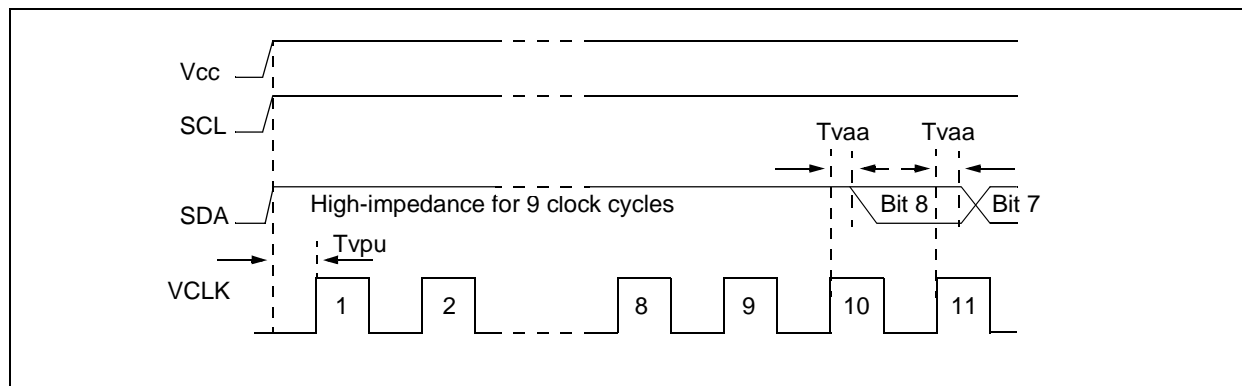 Vcc
SCL
Tvaa Tvaa
SDA High-impedance for 9 clock cycles Bit 8 Bit 7
Tvpu
VCLK 1 2 8 9 10 11